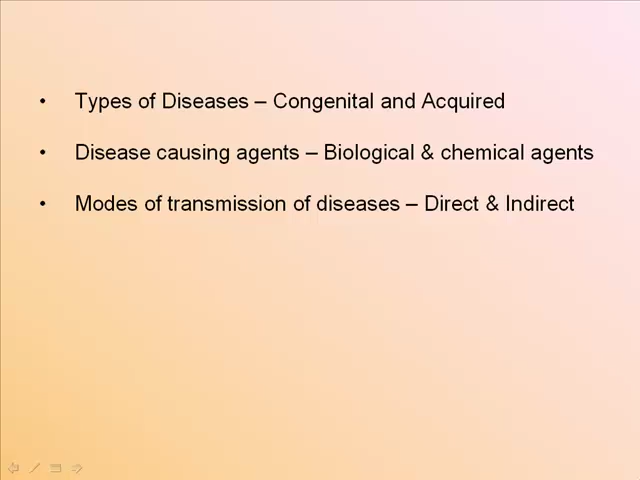 • Types of Diseases – Congenital and Acquired
• Disease causing agents – Biological & chemical agents
• Modes of transmission of diseases – Direct & Indirect